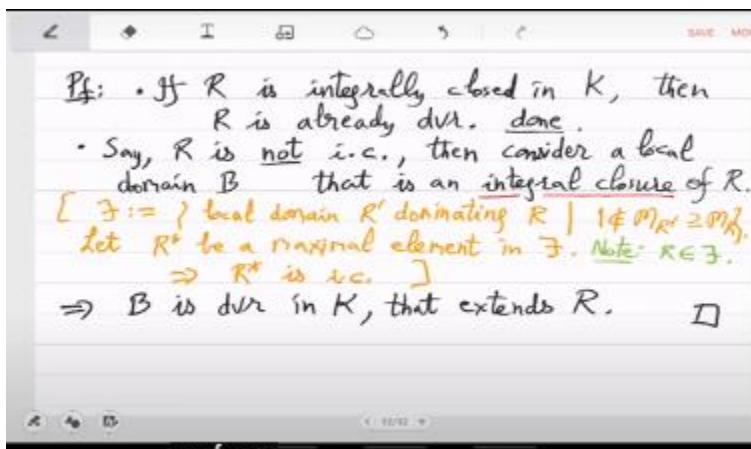 SAVE MO
Pf: • If R is integrally closed in K, then
R is already dvr. done.
• Say, R is not i.c., then consider a local
domain B that is an integral closure of R.
[ F := { local domain R' dominating R | 1 ∉ m_R' ⊇ m_R }.
Let R* be a maximal element in F. Note: R ∈ F.
⇒ R* is i.c. ]
⇒ B is dvr in K, that extends R. □